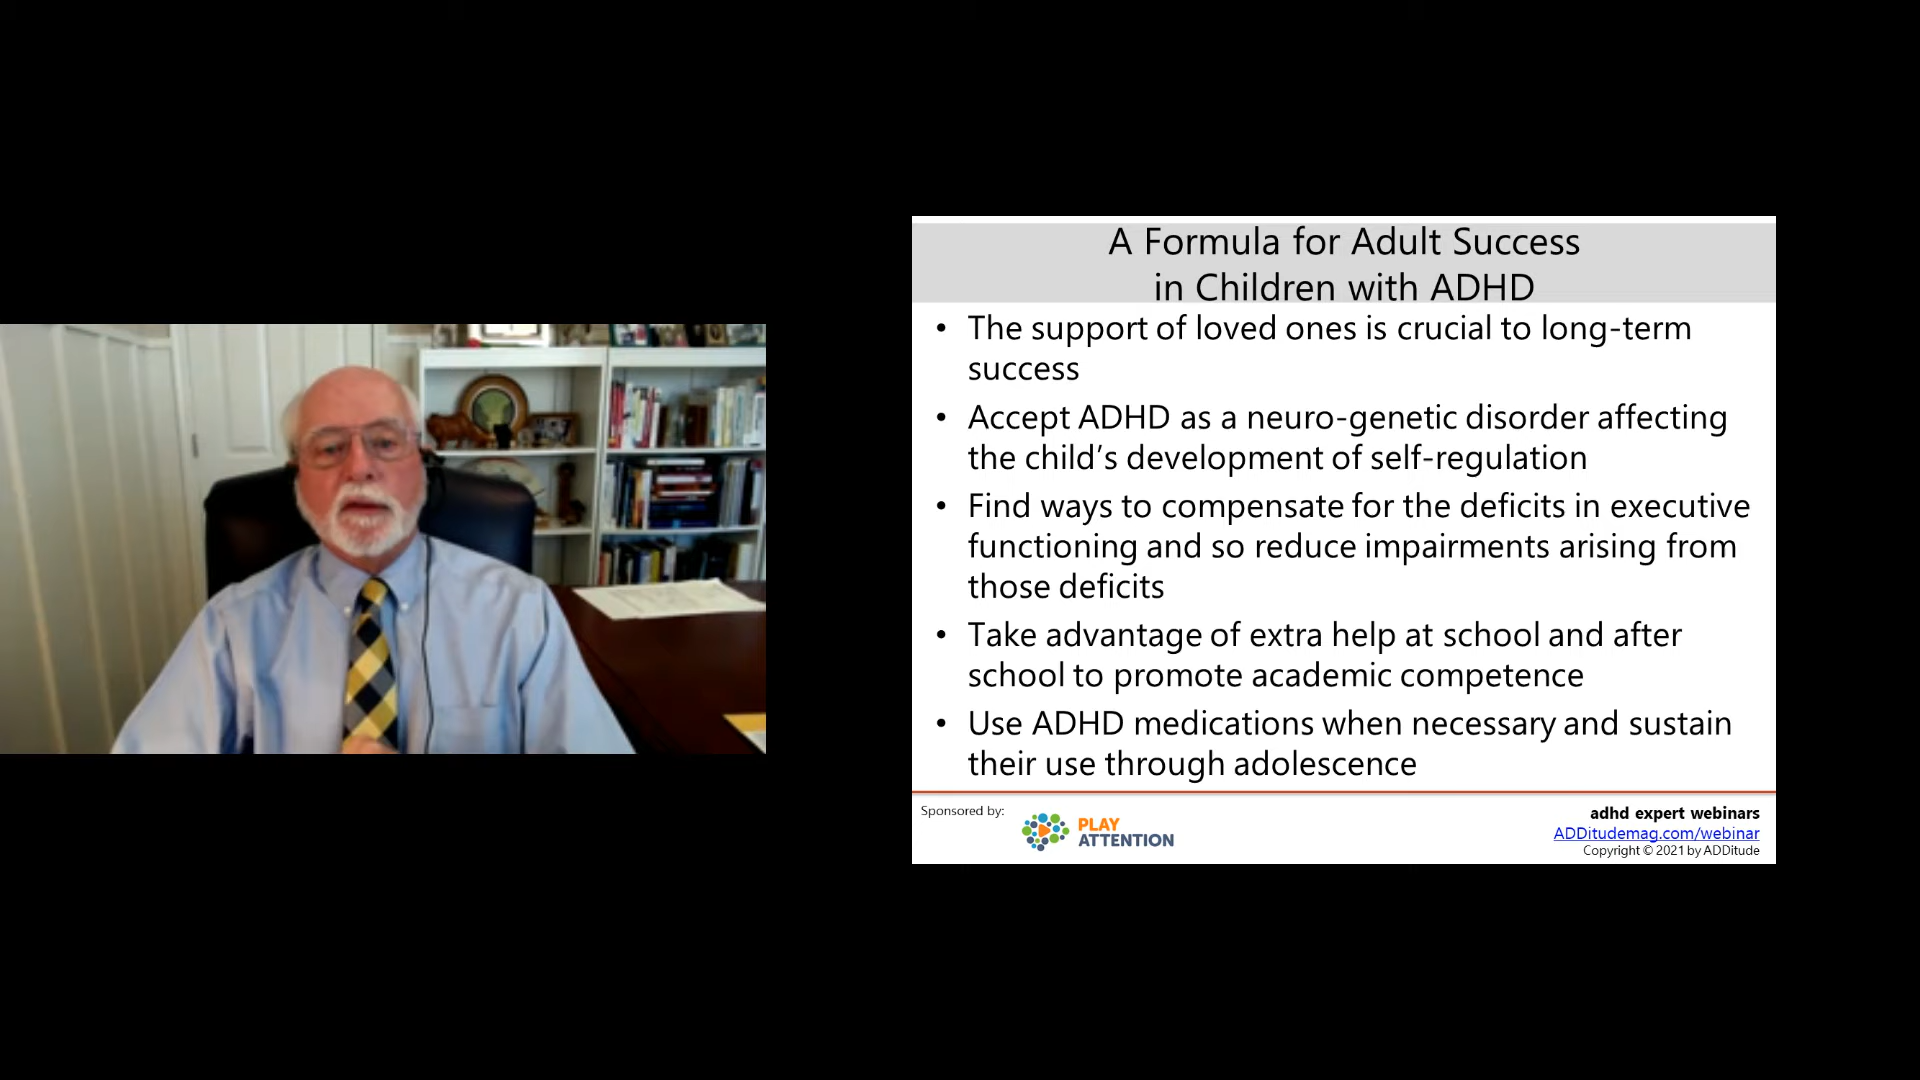 A Formula for Adult Success
in Children with ADHD
• The support of loved ones is crucial to long-term
success
• Accept ADHD as a neuro-genetic disorder affecting
the child’s development of self-regulation
• Find ways to compensate for the deficits in executive
functioning and so reduce impairments arising from
those deficits
• Take advantage of extra help at school and after
school to promote academic competence
• Use ADHD medications when necessary and sustain
their use through adolescence
Sponsored by:
PLAY
ATTENTION
adhd expert webinars
ADDitudemag.com/webinar
Copyright © 2021 by ADDitude